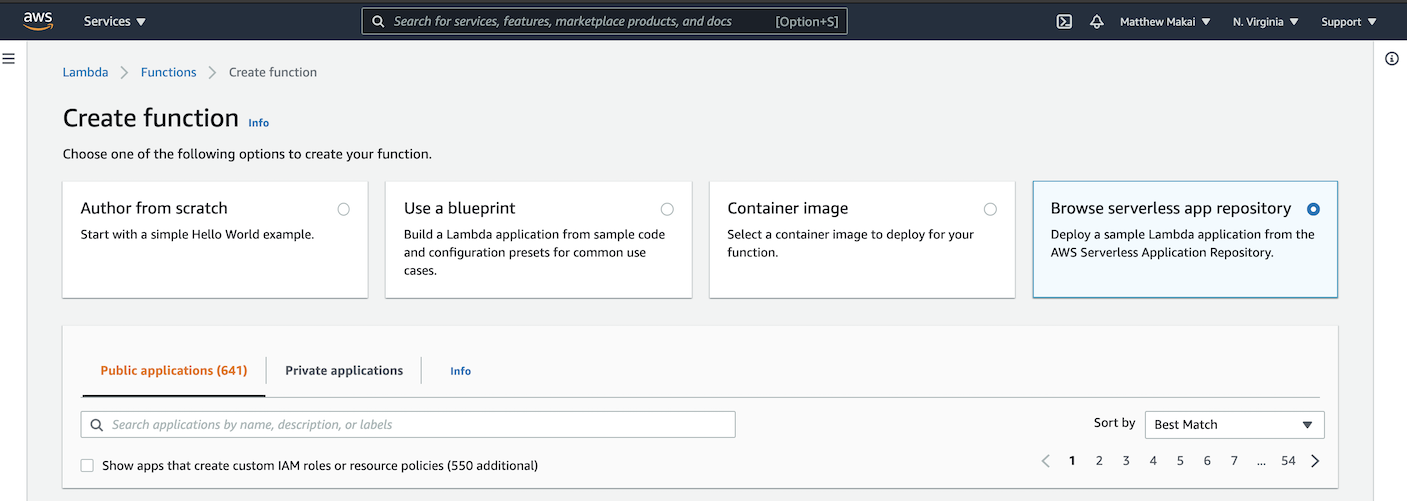 aws Services Search for services, features, marketplace products, and docs [Option+S] Matthew Makai N. Virginia Support
Lambda Functions Create function
Create function Info
Choose one of the following options to create your function.
Author from scratch
Start with a simple Hello World example.
Use a blueprint
Build a Lambda application from sample code
and configuration presets for common use
cases.
Container image
Select a container image to deploy for your
function.
Browse serverless app repository
Deploy a sample Lambda application from the
AWS Serverless Application Repository.
Public applications (641) Private applications Info
Search applications by name, description, or labels
Sort by Best Match
Show apps that create custom IAM roles or resource policies (550 additional)
1 2 3 4 5 6 7 ... 54